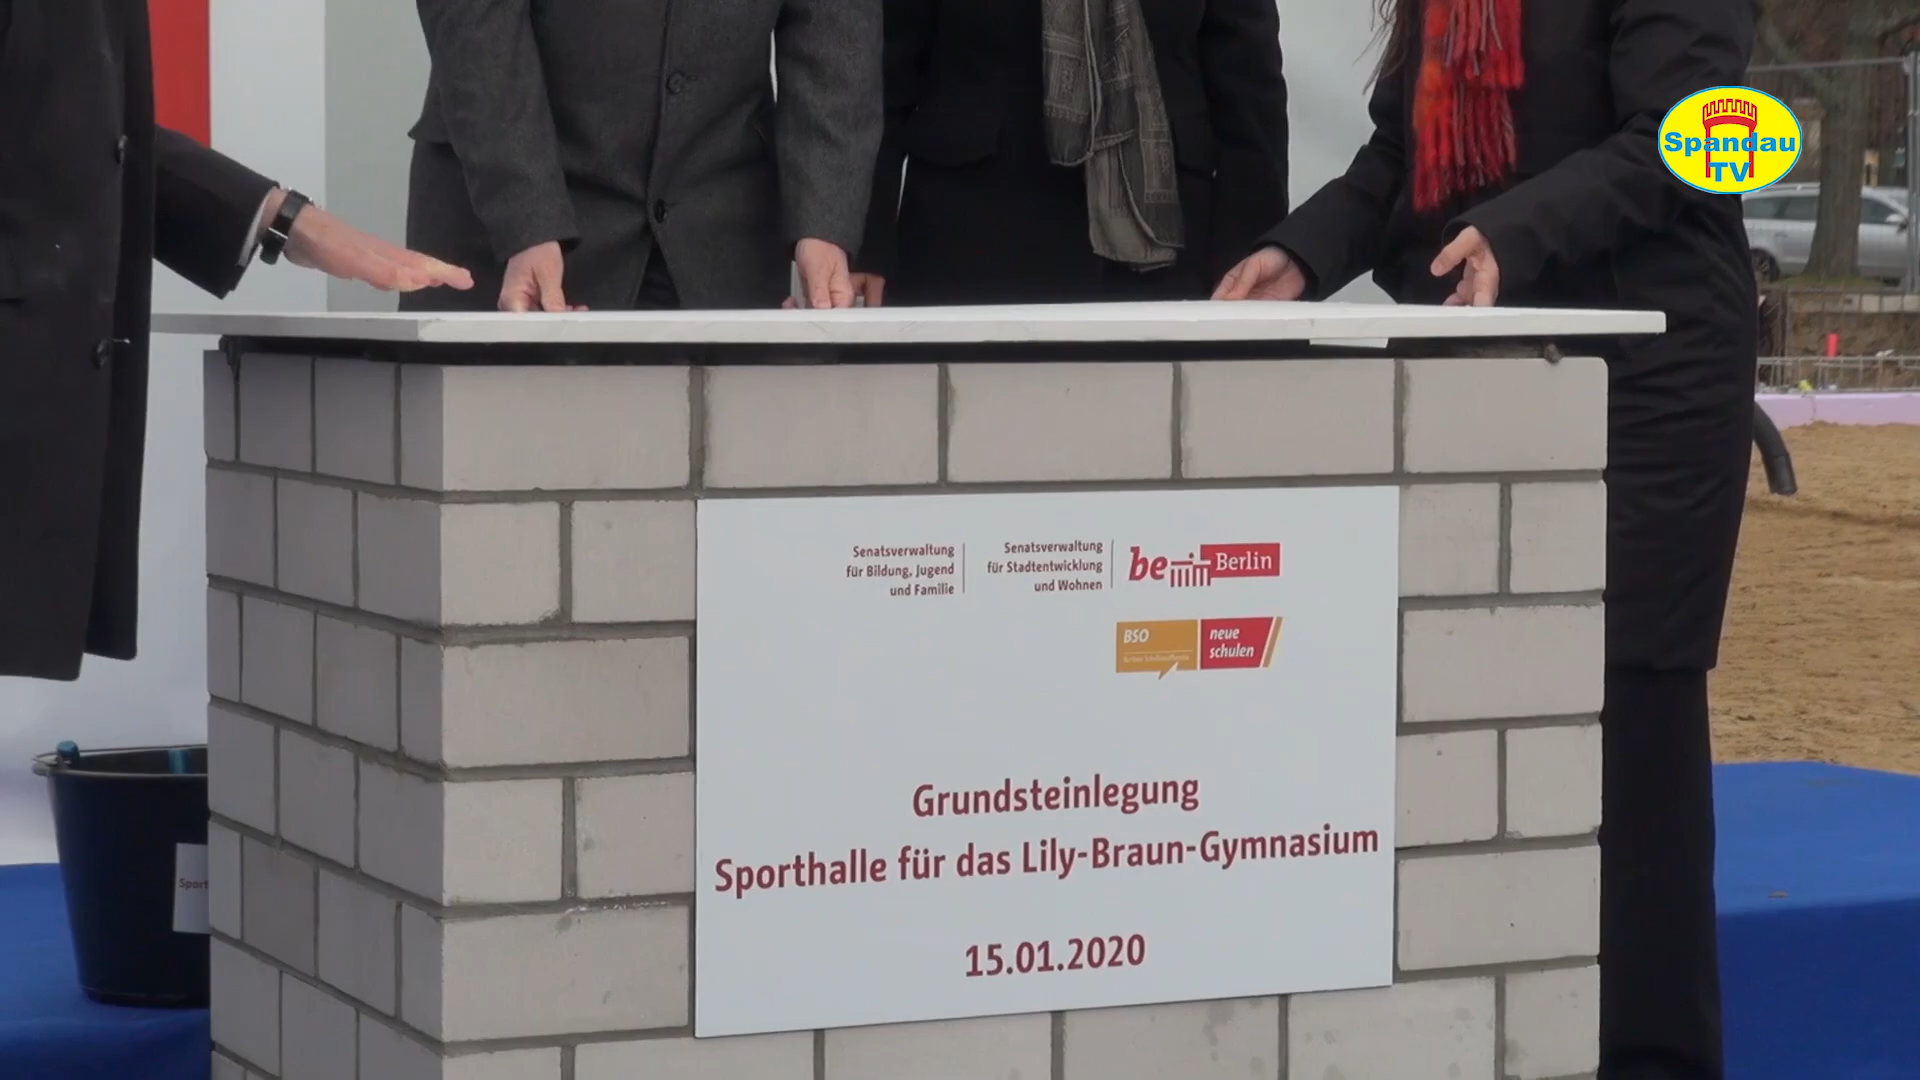 Spandau
TV
Senatsverwaltung
für Bildung, Jugend
und Familie
Senatsverwaltung
für Stadtentwicklung
und Wohnen
be Berlin
BSO
neue
schulen
Grundsteinlegung
Sporthalle für das Lily-Braun-Gymnasium
15.01.2020
Sport